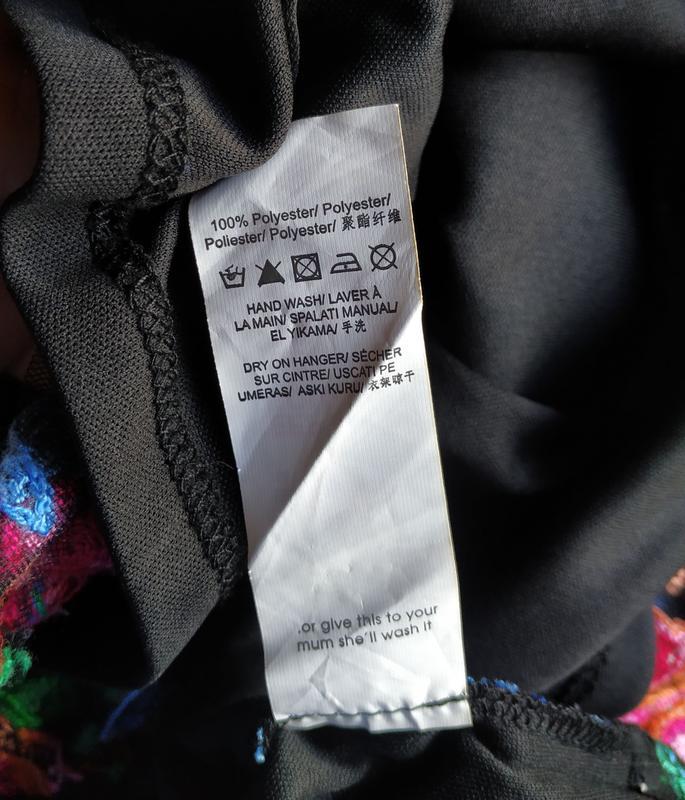 100% Polyester/ Polyester/
Poliester/ Polyester/ 聚酯纤维
HAND WASH/ LAVER À
LA MAIN/ SPALATI MANUAL/
EL YIKAMA/ 手洗
DRY ON HANGER/ SÉCHER
SUR CINTRE/ USCATI PE
UMERAS/ ASKI KURU/ 衣架晾干
.or give this to your
mum she'll wash it